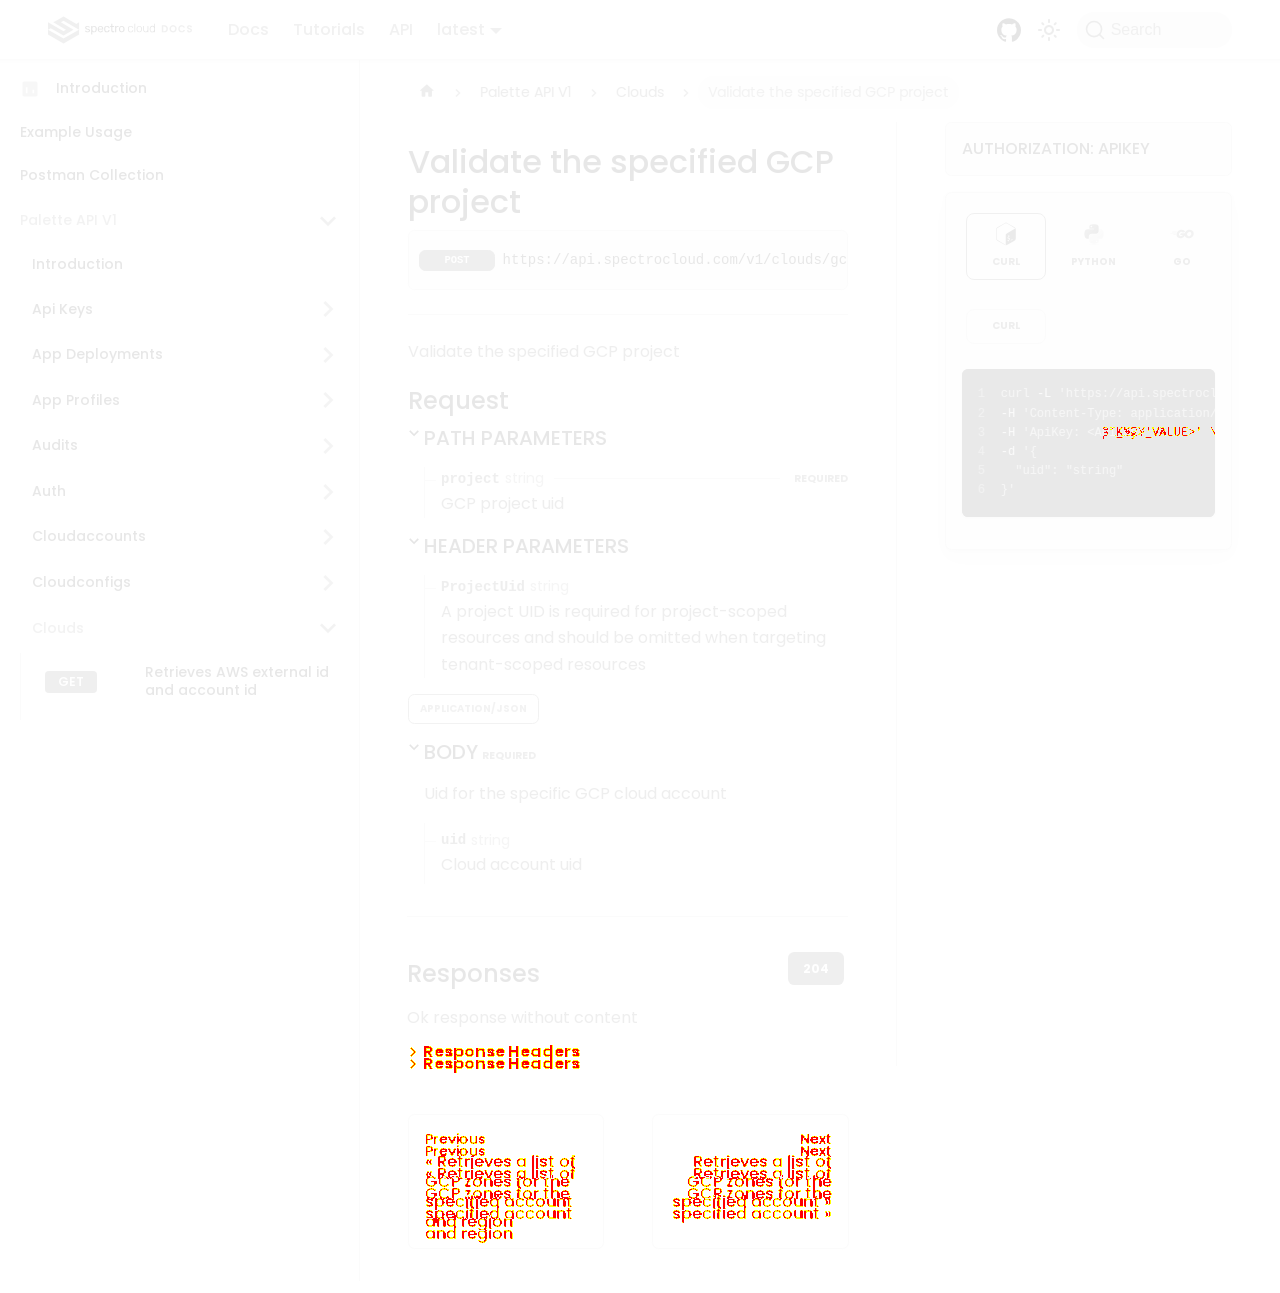 spectro cloud DOCS
Docs
Tutorials
API
latest
Search
Introduction
Example Usage
Postman Collection
Palette API V1
Introduction
Api Keys
App Deployments
App Profiles
Audits
Auth
Cloudaccounts
Cloudconfigs
Clouds
GET
Retrieves AWS external id
and account id
Palette API V1
Clouds
Validate the specified GCP project
Validate the specified GCP
project
POST
https://api.spectrocloud.com/v1/clouds/gc
Validate the specified GCP project
Request
PATH PARAMETERS
project string
REQUIRED
GCP project uid
HEADER PARAMETERS
ProjectUid string
A project UID is required for project-scoped
resources and should be omitted when targeting
tenant-scoped resources
APPLICATION/JSON
BODY REQUIRED
Uid for the specific GCP cloud account
uid string
Cloud account uid
Responses
204
Ok response without content
Response Headers
Response Headers
Previous
Previous
« Retrieves a list of
« Retrieves a list of
GCP zones for the
GCP zones for the
specified account
specified account
and region
and region
Next
Next
Retrieves a list of
Retrieves a list of
GCP zones for the
GCP zones for the
specified account »
specified account »
AUTHORIZATION: APIKEY
CURL
PYTHON
GO
GO
CURL
1 curl -L 'https://api.spectrocl
2 -H 'Content-Type: application/
3 -H 'ApiKey: VALUE>' \
4 -d '{
5 "uid": "string"
6 }'